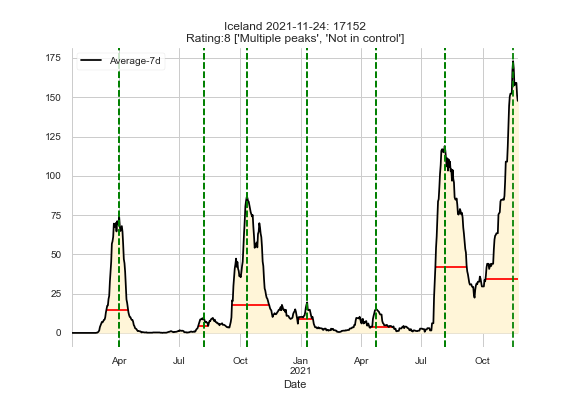 Iceland 2021-11-24: 17152
Rating:8 ['Multiple peaks', 'Not in control']
Average-7d
175
150
125
100
75
50
25
0
Apr Jul Oct Jan Apr Jul Oct
2021
Date